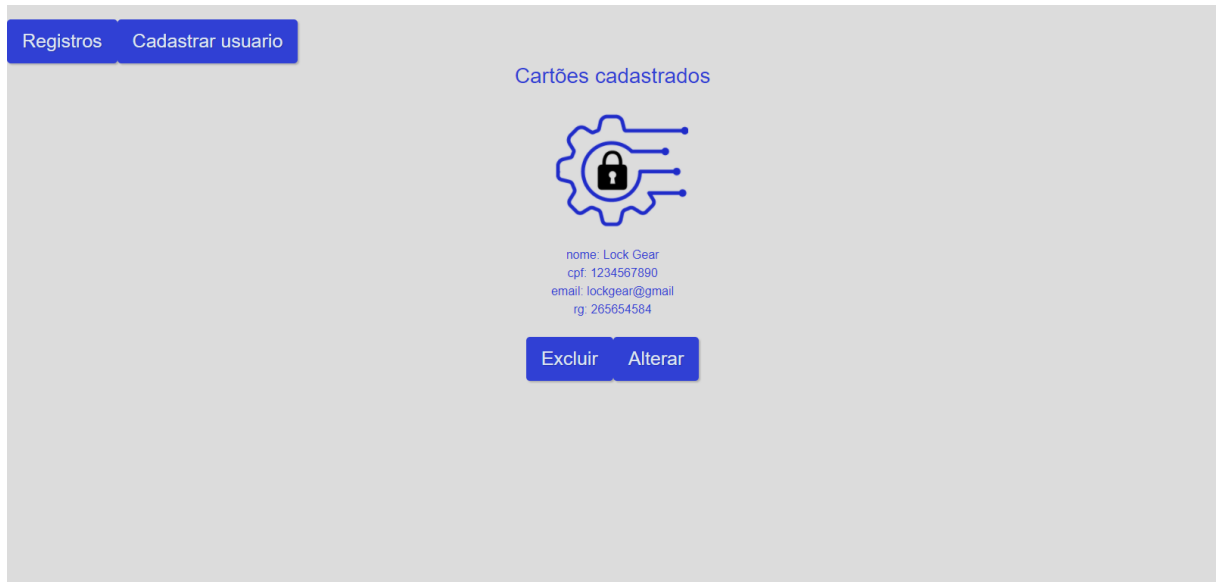 Registros Cadastrar usuario
Cartões cadastrados
nome: Lock Gear
cpf: 1234567890
email: lockgear@gmail
rg: 265654584
Excluir Alterar